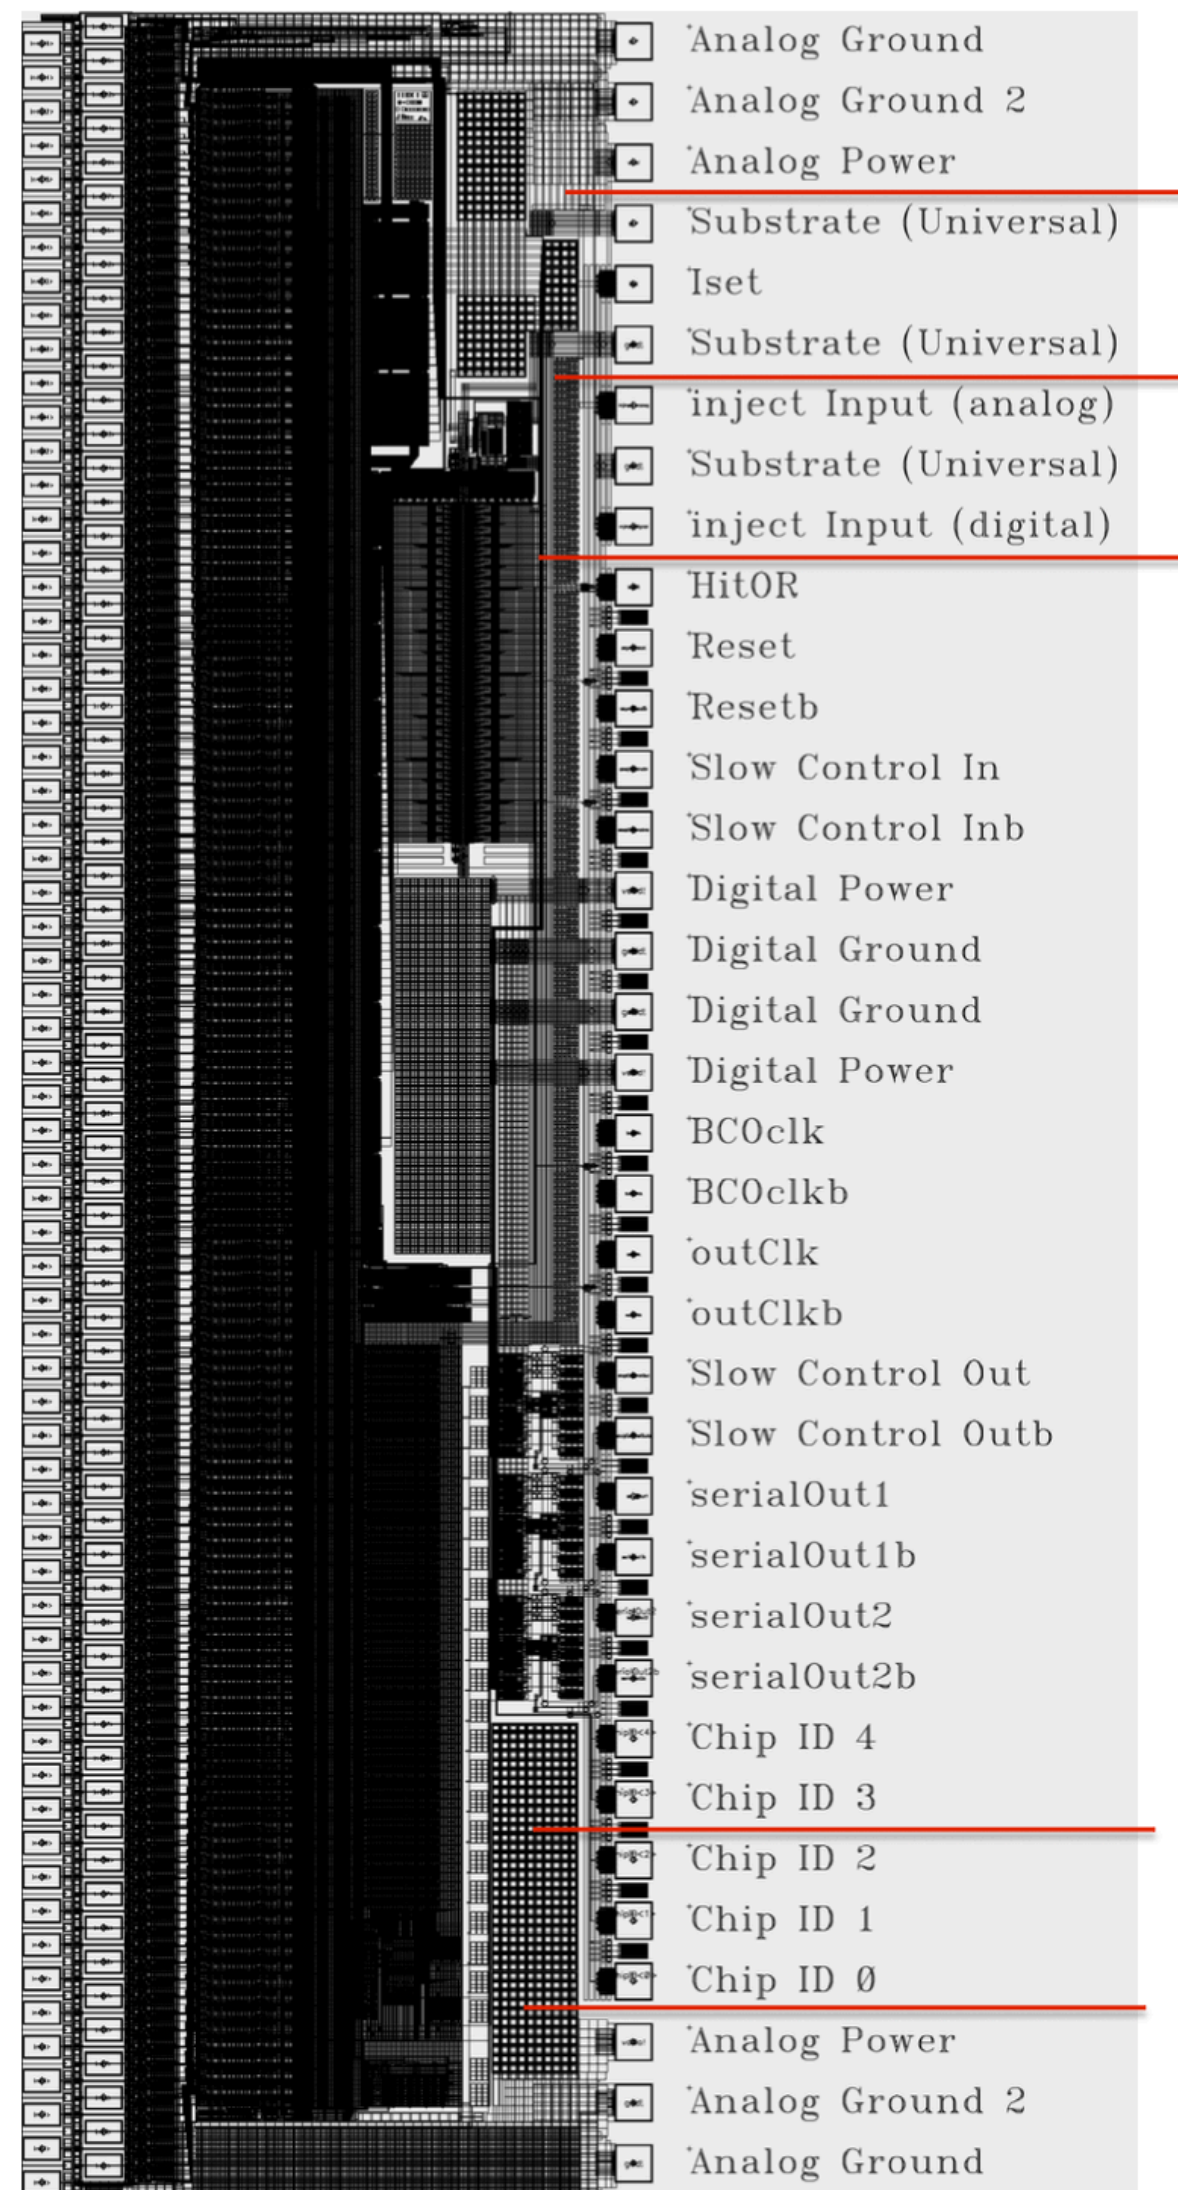 Analog Ground
Analog Ground 2
Analog Power
Substrate (Universal)
Iset
Substrate (Universal)
inject Input (analog)
Substrate (Universal)
inject Input (digital)
HitOR
Reset
Resetb
Slow Control In
Slow Control Inb
Digital Power
Digital Ground
Digital Ground
Digital Power
BCOclk
BCOclkb
outClk
outClkb
Slow Control Out
Slow Control Outb
serialOut1
serialOut1b
serialOut2
serialOut2b
Chip ID 4
Chip ID 3
Chip ID 2
Chip ID 1
Chip ID 0
Analog Power
Analog Ground 2
Analog Ground